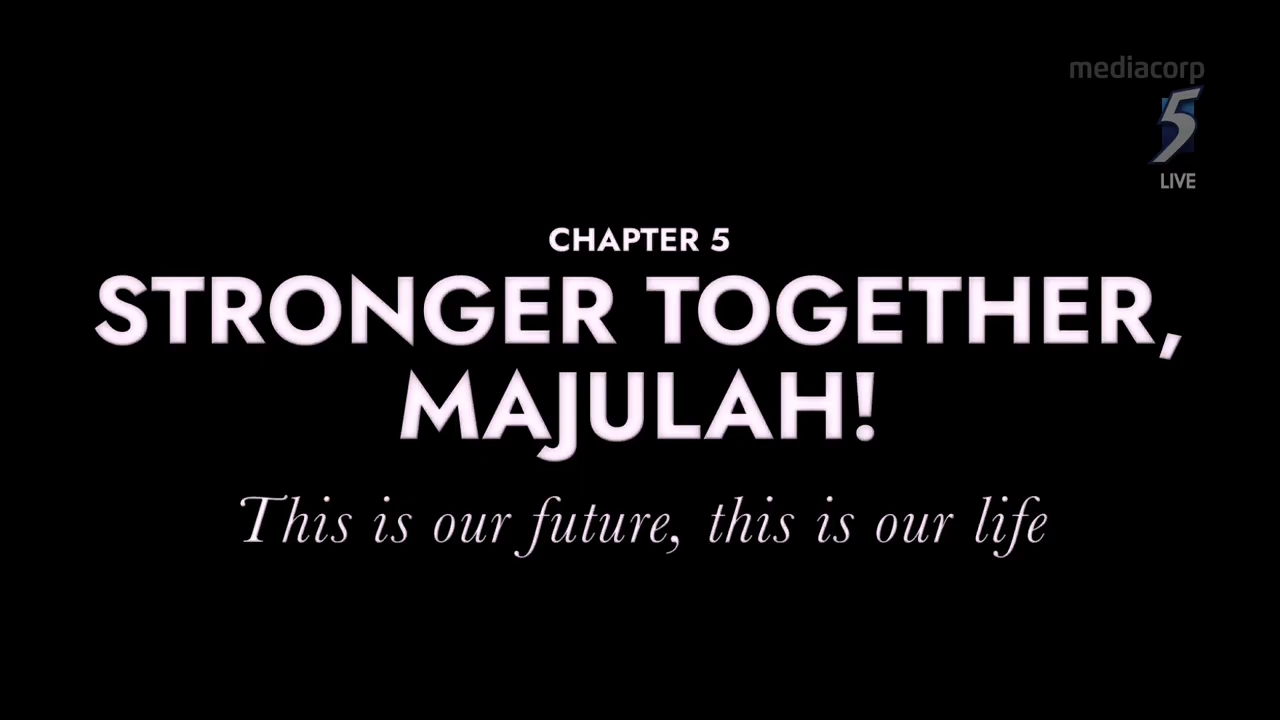 mediacorp
5
LIVE
CHAPTER 5
STRONGER TOGETHER,
MAJULAH!
This is our future, this is our life